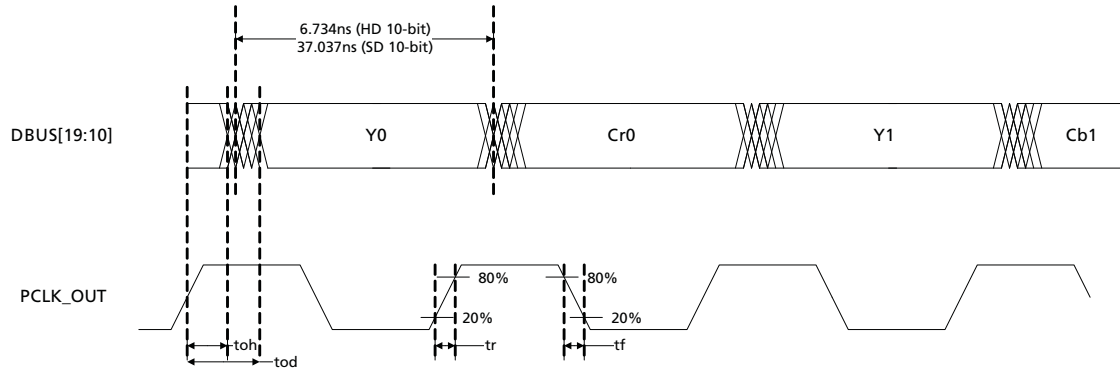 6.734ns (HD 10-bit)
37.037ns (SD 10-bit)
DBUS[19:10]
Y0
Cr0
Y1
Cb1
PCLK_OUT
80%
80%
20%
20%
toh
tr
tf
tod